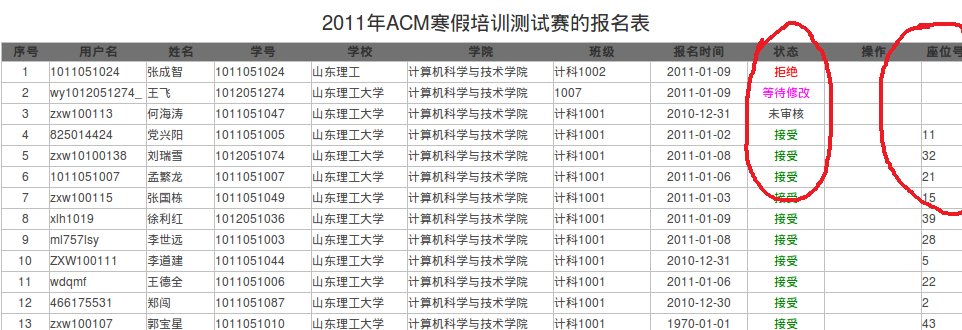 2011年ACM寒假培训测试赛的报名表
序号 用户名 姓名 学号 学校 学院 班级 报名时间 状态 操作 座位号
1 1011051024 张成智 1011051024 山东理工 计算机科学与技术学院 计科1002 2011-01-09 拒绝
2 wy1012051274_ 王飞 1012051274 山东理工大学 计算机科学与技术学院 1007 2011-01-09 等待修改
3 zxw100113 何海涛 1011051047 山东理工大学 计算机科学与技术学院 计科1001 2010-12-31 未审核
4 825014424 党兴阳 1011051005 山东理工大学 计算机科学与技术学院 计科1001 2011-01-02 接受 11
5 zxw10100138 刘瑞雪 1012051074 山东理工大学 计算机科学与技术学院 计科1001 2011-01-08 接受 32
6 1011051007 孟繁龙 1011051007 山东理工大学 计算机科学与技术学院 计科1001 2011-01-06 接受 21
7 zxw100115 张国栋 1011051049 山东理工大学 计算机科学与技术学院 计科1001 2011-01-03 接受 15
8 xlh1019 徐利红 1012051036 山东理工大学 计算机科学与技术学院 计科1001 2011-01-09 接受 39
9 ml757lsy 李世远 1011051003 山东理工大学 计算机科学与技术学院 计科1001 2011-01-08 接受 28
10 ZXW100111 李道建 1011051044 山东理工大学 计算机科学与技术学院 计科1001 2010-12-31 接受 5
11 wdqmf 王德全 1011051006 山东理工大学 计算机科学与技术学院 计科1001 2011-01-06 接受 22
12 466175531 郑闯 1011051087 山东理工大学 计算机科学与技术学院 计科1001 2010-12-30 接受 2
13 zxw100107 郭宝星 1011051010 山东理工大学 计算机科学与技术学院 计科1001 1970-01-01 接受 43